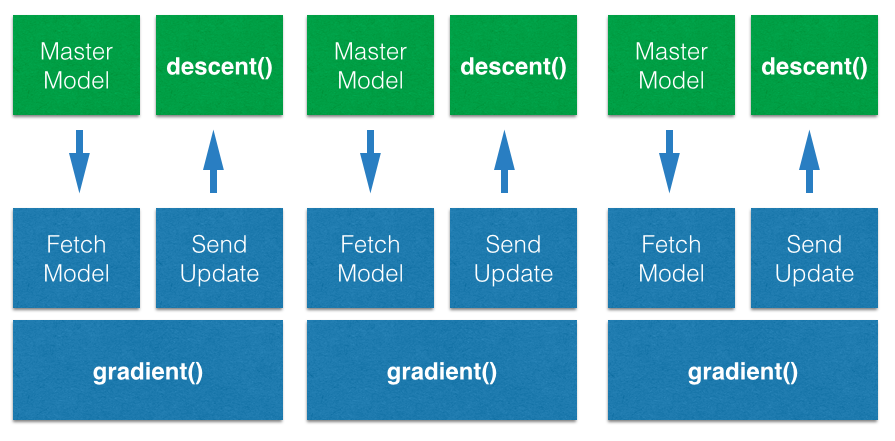 Master
Model
descent()
Master
Model
descent()
Master
Model
descent()
Fetch
Model
Send
Update
Fetch
Model
Send
Update
Fetch
Model
Send
Update
gradient()
gradient()
gradient()